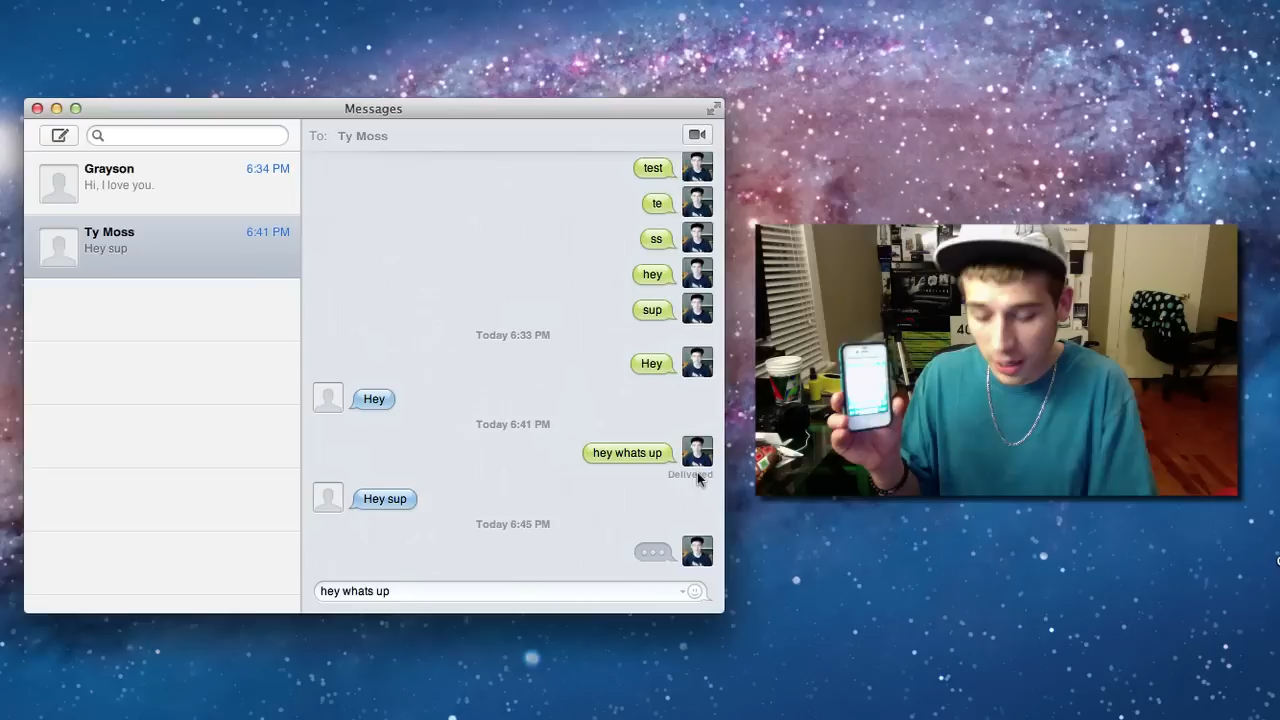 Messages
To: Ty Moss
Grayson
6:34 PM
Hi, I love you.
Ty Moss
6:41 PM
Hey sup
test
te
ss
hey
sup
Today 6:33 PM
Hey
Hey
Today 6:41 PM
hey whats up
Delivered
Hey sup
Today 6:45 PM
hey whats up